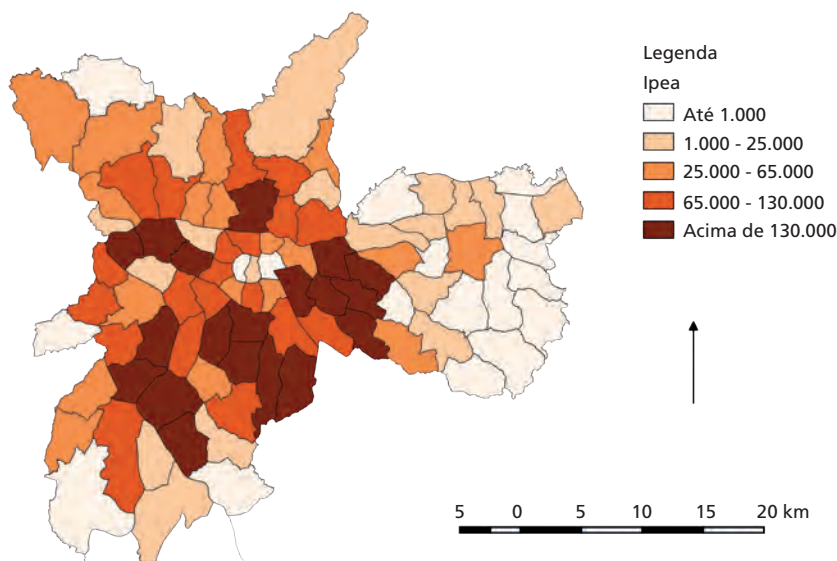 Legenda
Ipea
Até 1.000
1.000 - 25.000
25.000 - 65.000
65.000 - 130.000
Acima de 130.000
5 0 5 10 15 20 km